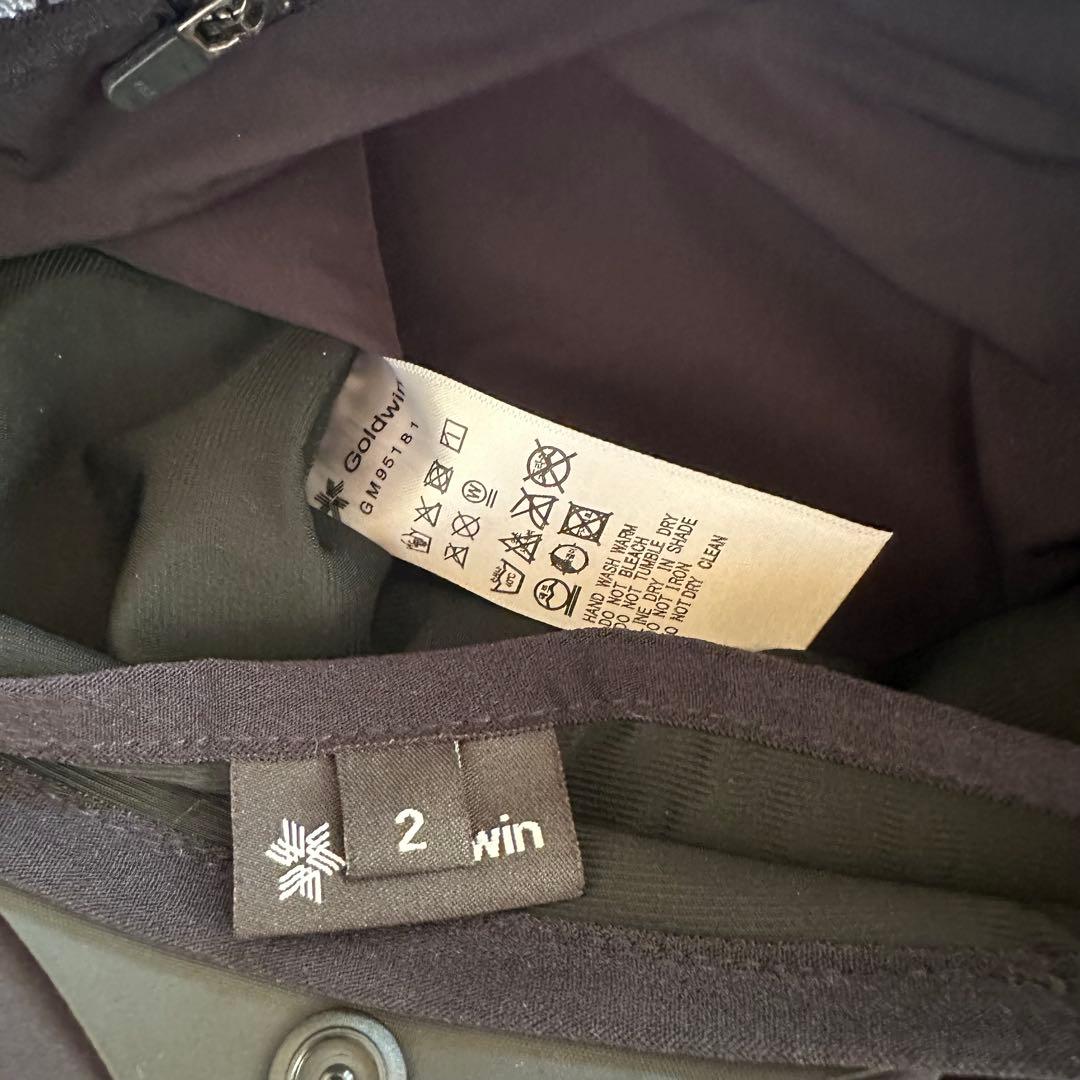 Goldwin
GM95181
W
40℃
HAND WASH WARM
DO NOT BLEACH
DO NOT TUMBLE DRY
LINE DRY IN SHADE
DO NOT IRON
DO NOT DRY CLEAN
2
win